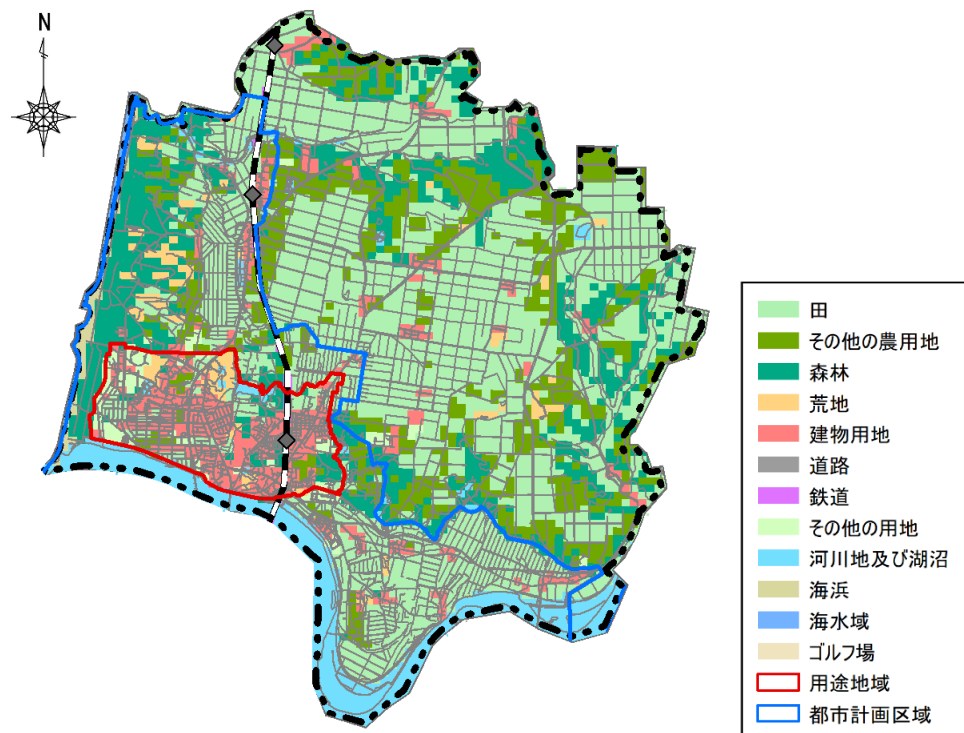 N
田
その他の農用地
森林
荒地
建物用地
道路
鉄道
その他の用地
河川地及び湖沼
海浜
海水域
ゴルフ場
用途地域
都市計画区域